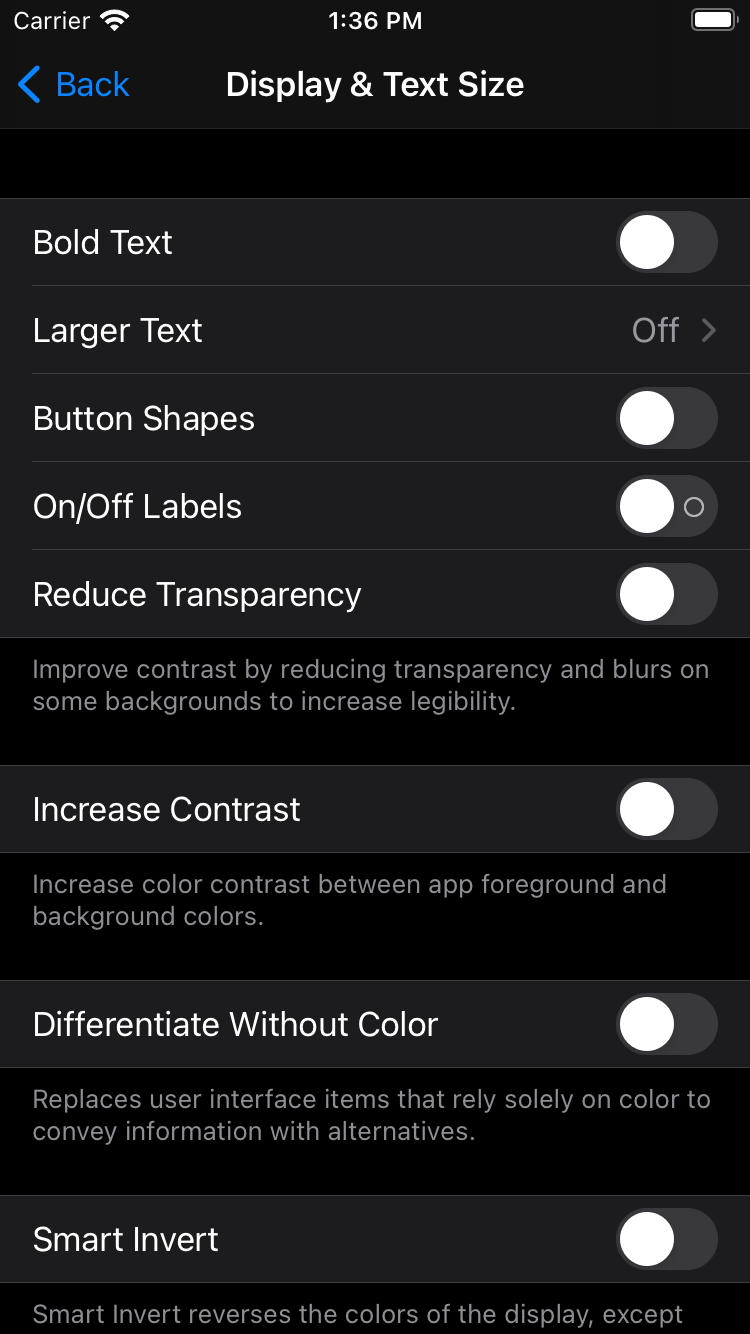 Carrier 1:36 PM
Back Display & Text Size
Bold Text
Larger Text Off
Button Shapes
On/Off Labels
Reduce Transparency
Improve contrast by reducing transparency and blurs on
some backgrounds to increase legibility.
Increase Contrast
Increase color contrast between app foreground and
background colors.
Differentiate Without Color
Replaces user interface items that rely solely on color to
convey information with alternatives.
Smart Invert
Smart Invert reverses the colors of the display, except